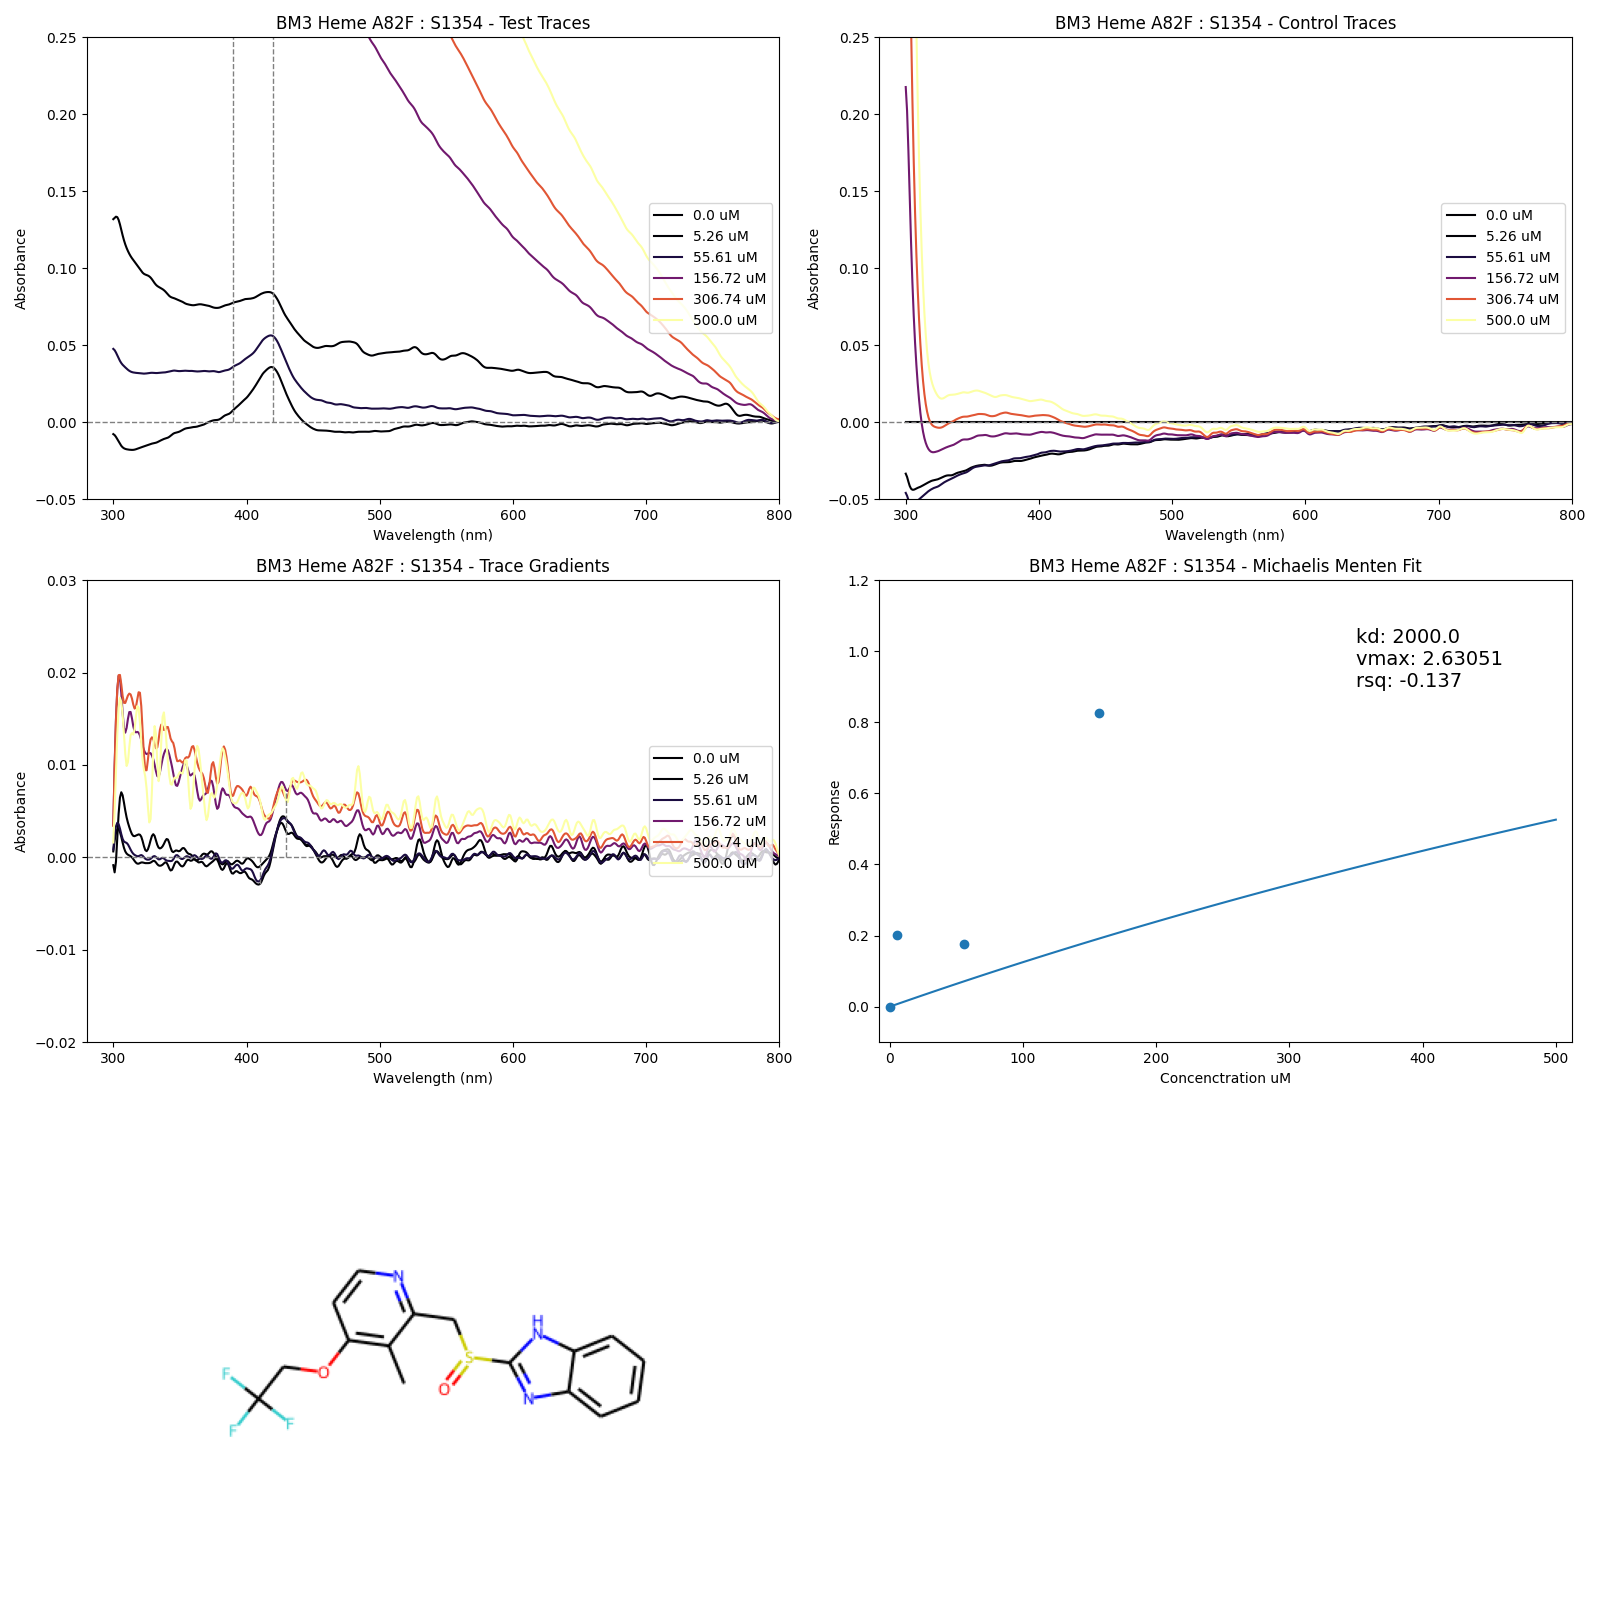 BM3 Heme A82F : S1354 - Test Traces
0.25
0.20
0.15
0.10
0.05
0.00
−0.05
Absorbance
300 400 500 600 700 800
Wavelength (nm)
0.0 uM
5.26 uM
55.61 uM
156.72 uM
306.74 uM
500.0 uM
BM3 Heme A82F : S1354 - Control Traces
0.25
0.20
0.15
0.10
0.05
0.00
−0.05
Absorbance
300 400 500 600 700 800
Wavelength (nm)
0.0 uM
5.26 uM
55.61 uM
156.72 uM
306.74 uM
500.0 uM
BM3 Heme A82F : S1354 - Trace Gradients
0.03
0.02
0.01
0.00
−0.01
−0.02
Absorbance
300 400 500 600 700 800
Wavelength (nm)
0.0 uM
5.26 uM
55.61 uM
156.72 uM
306.74 uM
500.0 uM
BM3 Heme A82F : S1354 - Michaelis Menten Fit
1.2
1.0
0.8
0.6
0.4
0.2
0.0
Response
kd: 2000.0
vmax: 2.63051
rsq: -0.137
0 100 200 300 400 500
Concenctration uM
N
H
N
S
O
N
O
F
F
F